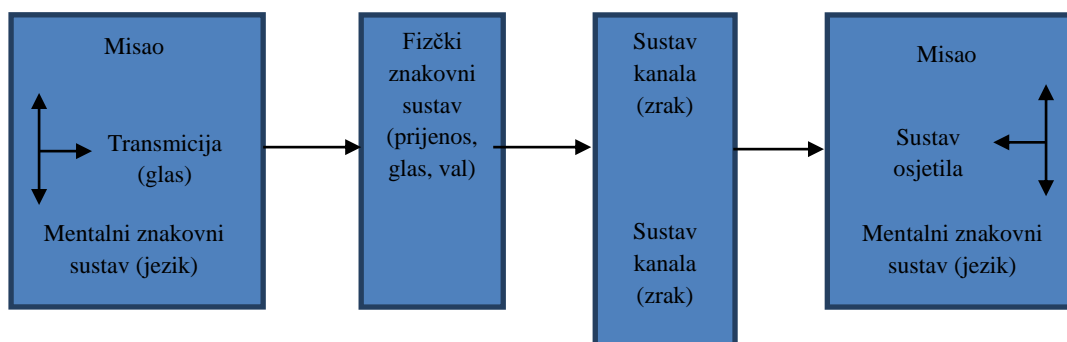 Misao
Transmicija
(glas)
Mentalni znakovni
sustav (jezik)
Fizčki
znakovni
sustav
(prijenos,
glas, val)
Sustav
kanala
(zrak)
Sustav
kanala
(zrak)
Misao
Sustav
osjetila
Mentalni znakovni
sustav (jezik)